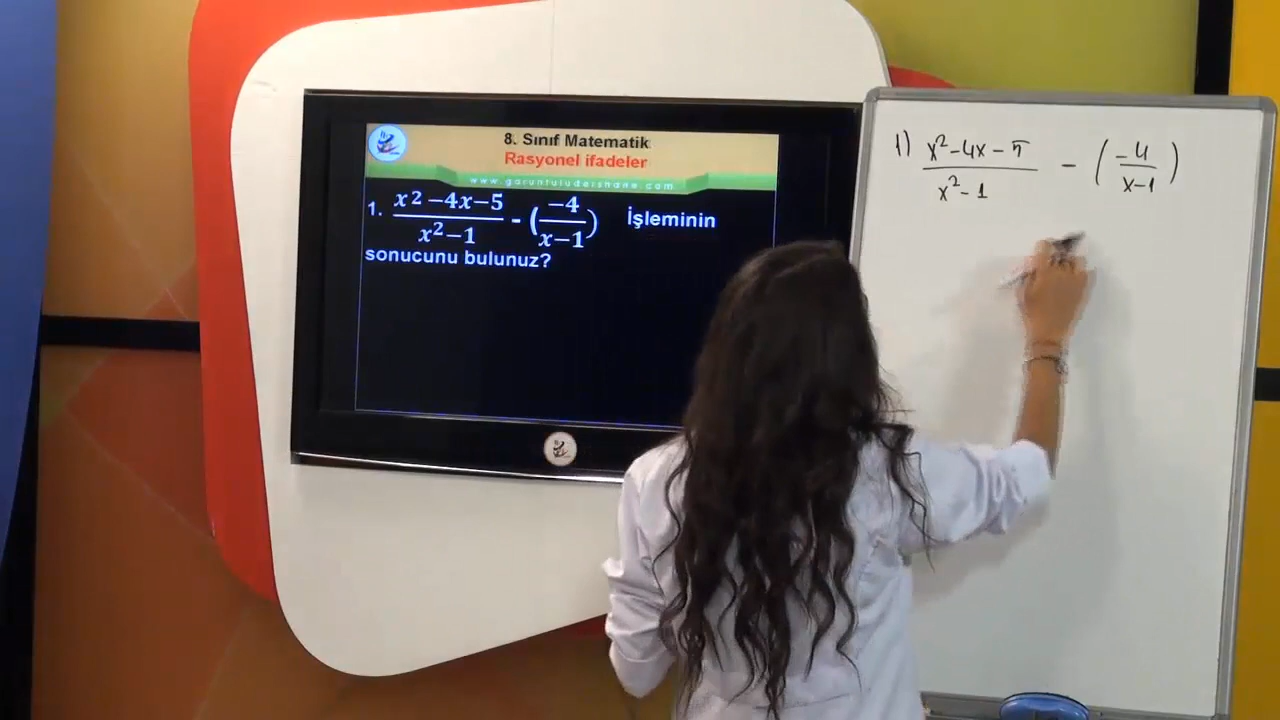 8. Sınıf Matematik
Rasyonel ifadeler
www.goruntuludershane.com
1. x2-4x-5 / x²-1 - (-4 / x-1) İşleminin
sonucunu bulunuz?
1) x²-4x-5 / x²-1 - (-4 / x-1)